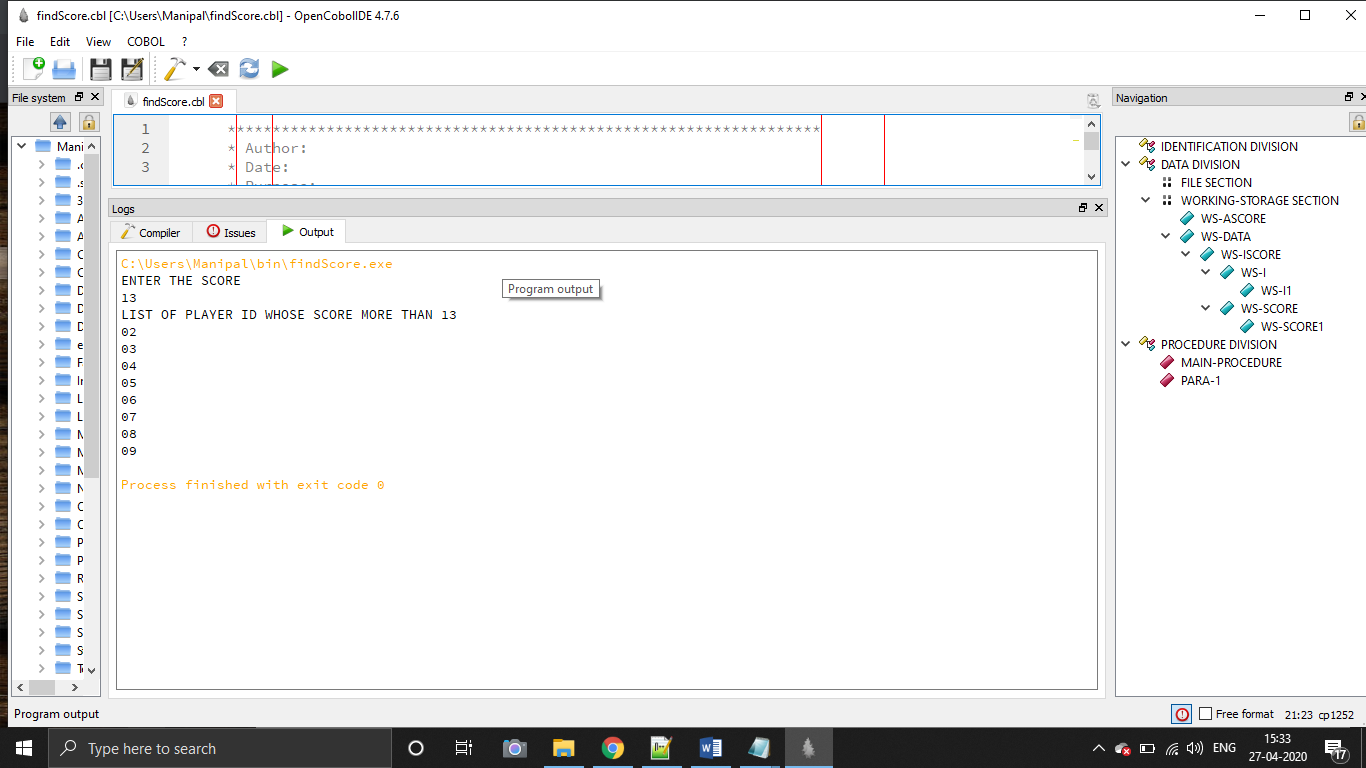 findScore.cbl [C:\Users\Manipal\findScore.cbl] - OpenCobolIDE 4.7.6
File Edit View COBOL ?
File system
findScore.cbl
Navigation
Mani
1
2 * Author:
3 * Date:
Logs
Compiler Issues Output
C:\Users\Manipal\bin\findScore.exe
ENTER THE SCORE
Program output
13
LIST OF PLAYER ID WHOSE SCORE MORE THAN 13
02
03
04
05
06
07
08
09
Process finished with exit code 0
IDENTIFICATION DIVISION
DATA DIVISION
FILE SECTION
WORKING-STORAGE SECTION
WS-ASCORE
WS-DATA
WS-ISCORE
WS-I
WS-I1
WS-SCORE
WS-SCORE1
PROCEDURE DIVISION
MAIN-PROCEDURE
PARA-1
Program output
Free format 21:23 cp1252
Type here to search
ENG
15:33
27-04-2020
17